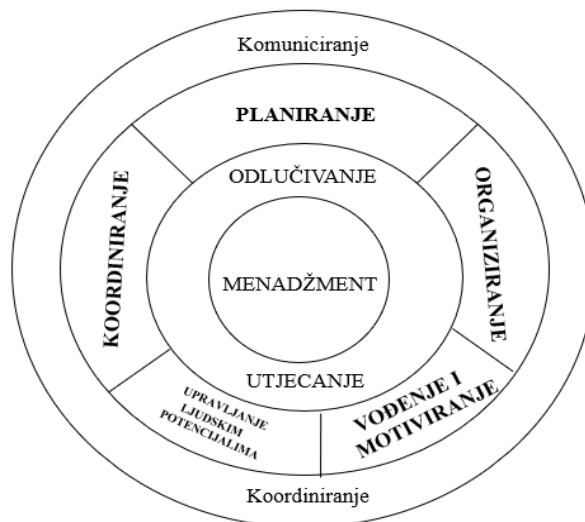 Komuniciranje
PLANIRANJE
ODLUČIVANJE
KOORDINIRANJE
ORGANIZIRANJE
MENADŽMENT
UTJECANJE
UPRAVLJANJE
LJUDSKIM
POTENCIJALIMA
VOĐENJE I
MOTIVIRANJE
Koordiniranje